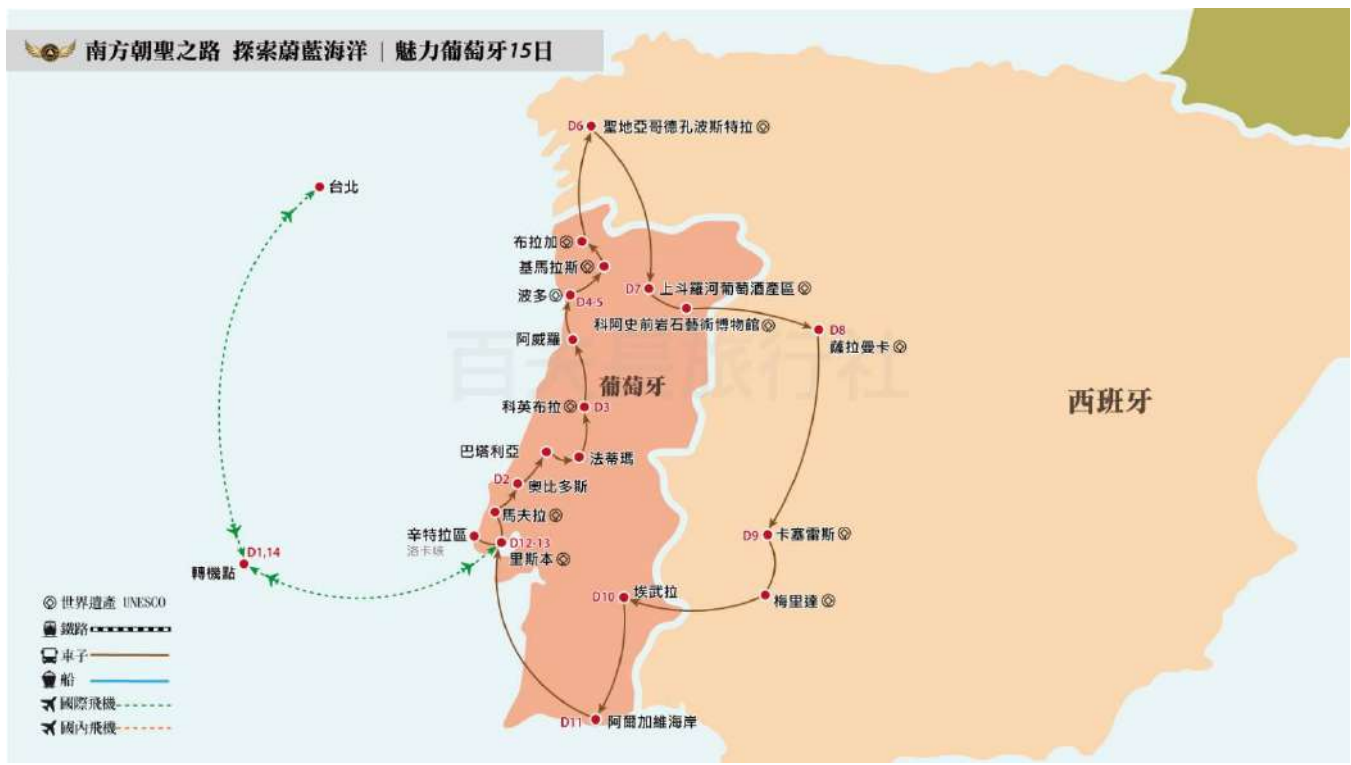 南方朝聖之路 探索蔚藍海洋 | 魅力葡萄牙15日
D6 聖地亞哥德孔波斯特拉
台北
布拉加
基馬拉斯
D7 上斗羅河葡萄酒產區
波多 D4-5
科阿史前岩石藝術博物館
D8
薩拉曼卡
阿威羅
百夫長旅行社
葡萄牙
西班牙
科英布拉 D3
巴塔利亞
法蒂瑪
D2 奧比多斯
馬夫拉
辛特拉區
洛卡峽
D12-13
里斯本
D9 卡塞雷斯
D1,14
轉機點
D10 埃武拉
梅里達
世界遺產 UNESCO
鐵路
車子
船
國際飛機
國內飛機
D11 阿爾加維海岸